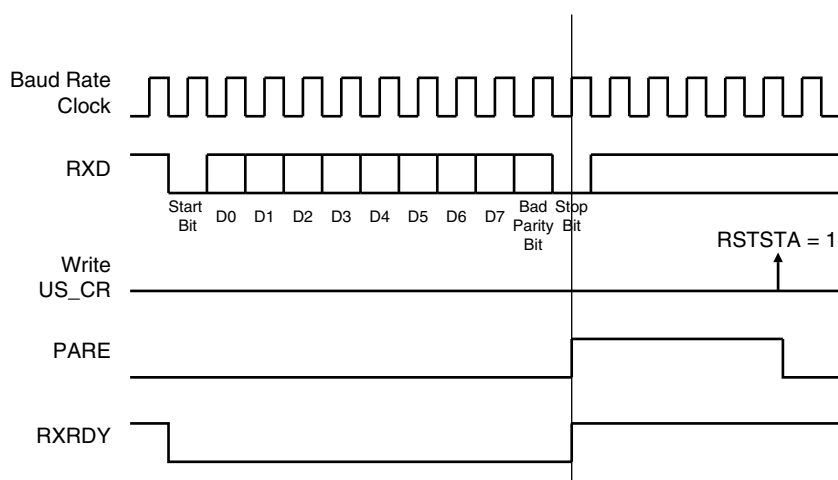 Baud Rate
Clock
RXD
Start
Bit
D0
D1
D2
D3
D4
D5
D6
D7
Bad
Parity
Bit
Stop
Bit
RSTSTA = 1
Write
US_CR
PARE
RXRDY